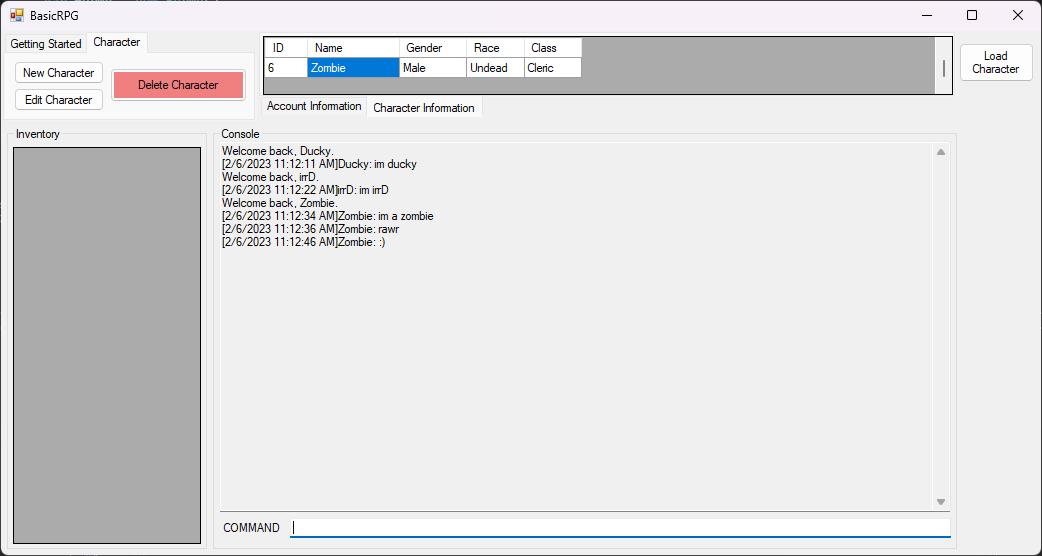 BasicRPG
Getting Started Character
New Character
Edit Character
Delete Character
ID Name Gender Race Class
6 Zombie Male Undead Cleric
Account Information Character Information
Load
Character
Inventory
Console
Welcome back, Ducky.
[2/6/2023 11:12:11 AM]Ducky: im ducky
Welcome back, irrD.
[2/6/2023 11:12:22 AM]irrD: im irrD
Welcome back, Zombie.
[2/6/2023 11:12:34 AM]Zombie: im a zombie
[2/6/2023 11:12:36 AM]Zombie: rawr
[2/6/2023 11:12:46 AM]Zombie: :)
COMMAND